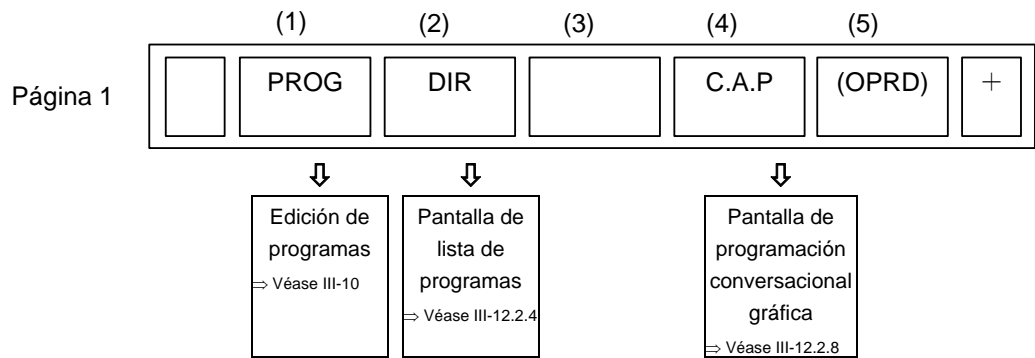 (1) (2) (3) (4) (5)
Página 1 PROG DIR C.A.P (OPRD) +
Edición de
programas
⇒ Véase III-10
Pantalla de
lista de
programas
⇒ Véase III-12.2.4
Pantalla de
programación
conversacional
gráfica
⇒ Véase III-12.2.8